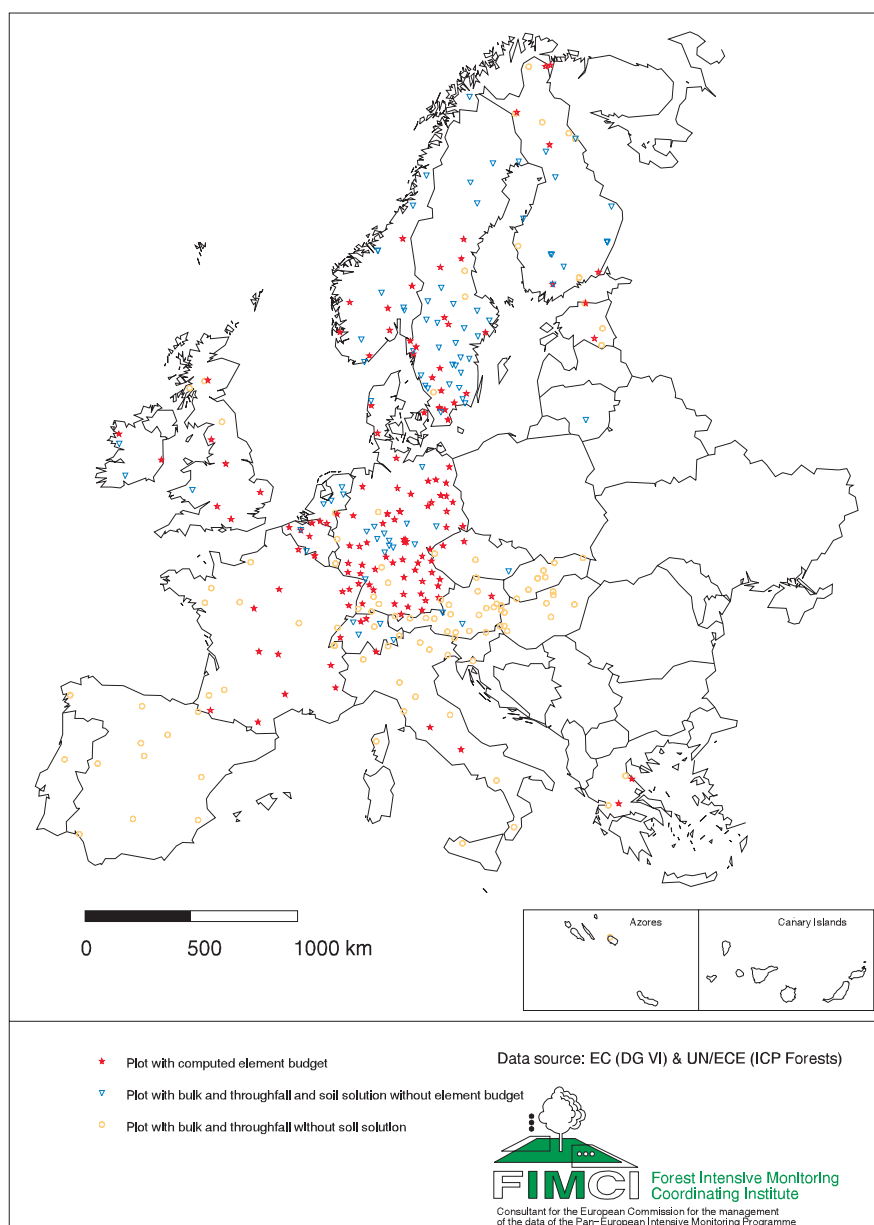 Azores
Canary Islands
0 500 1000 km
Plot with computed element budget
Plot with bulk and throughfall and soil solution without element budget
Plot with bulk and throughfall without soil solution
Data source: EC (DG VI) & UN/ECE (ICP Forests)
FIMCI
Forest Intensive Monitoring
Coordinating Institute
Consultant for the European Commission for the management
of the data of the Pan-European Intensive Monitoring Programme